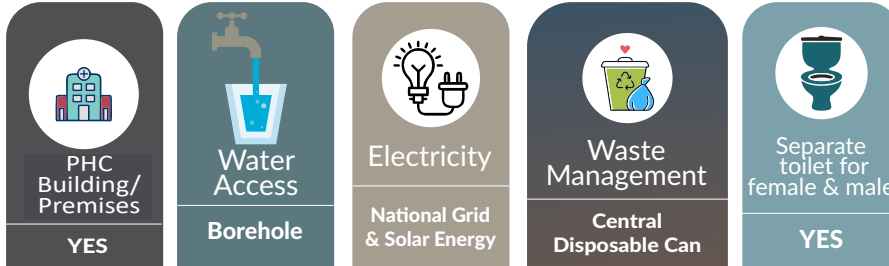 PHC
Building/
Premises
YES
Water
Access
Borehole
Electricity
National Grid
& Solar Energy
Waste
Management
Central
Disposable Can
Separate
toilet for
female & male
YES